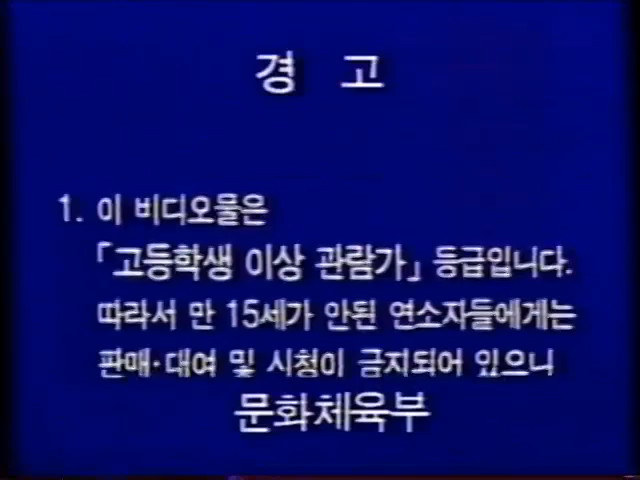 경 고
1. 이 비디오물은
「고등학생 이상 관람가」 등급입니다.
따라서 만 15세가 안된 연소자들에게는
판매·대여 및 시청이 금지되어 있으니
문화체육부